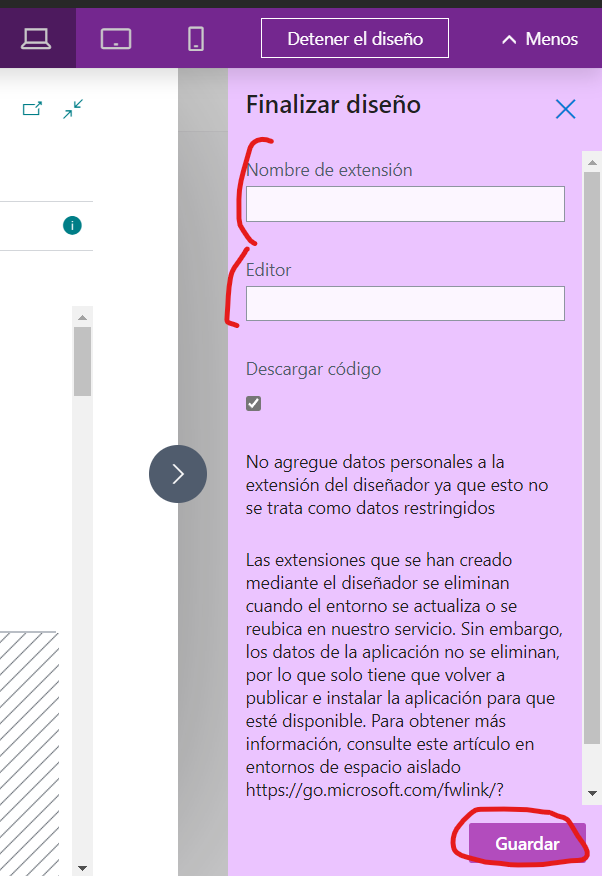 Detener el diseño
Menos
Finalizar diseño
Nombre de extensión
Editor
Descargar código
No agregue datos personales a la
extensión del diseñador ya que esto no
se trata como datos restringidos
Las extensiones que se han creado
mediante el diseñador se eliminan
cuando el entorno se actualiza o se
reubica en nuestro servicio. Sin embargo,
los datos de la aplicación no se eliminan,
por lo que solo tiene que volver a
publicar e instalar la aplicación para que
esté disponible. Para obtener más
información, consulte este artículo en
entornos de espacio aislado
https://go.microsoft.com/fwlink/?
Guardar